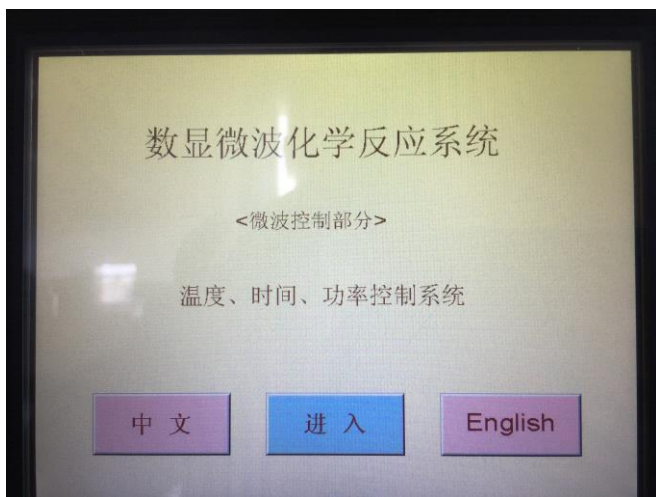 数显微波化学反应系统
<微波控制部分>
温度、时间、功率控制系统
中 文 进 入 English